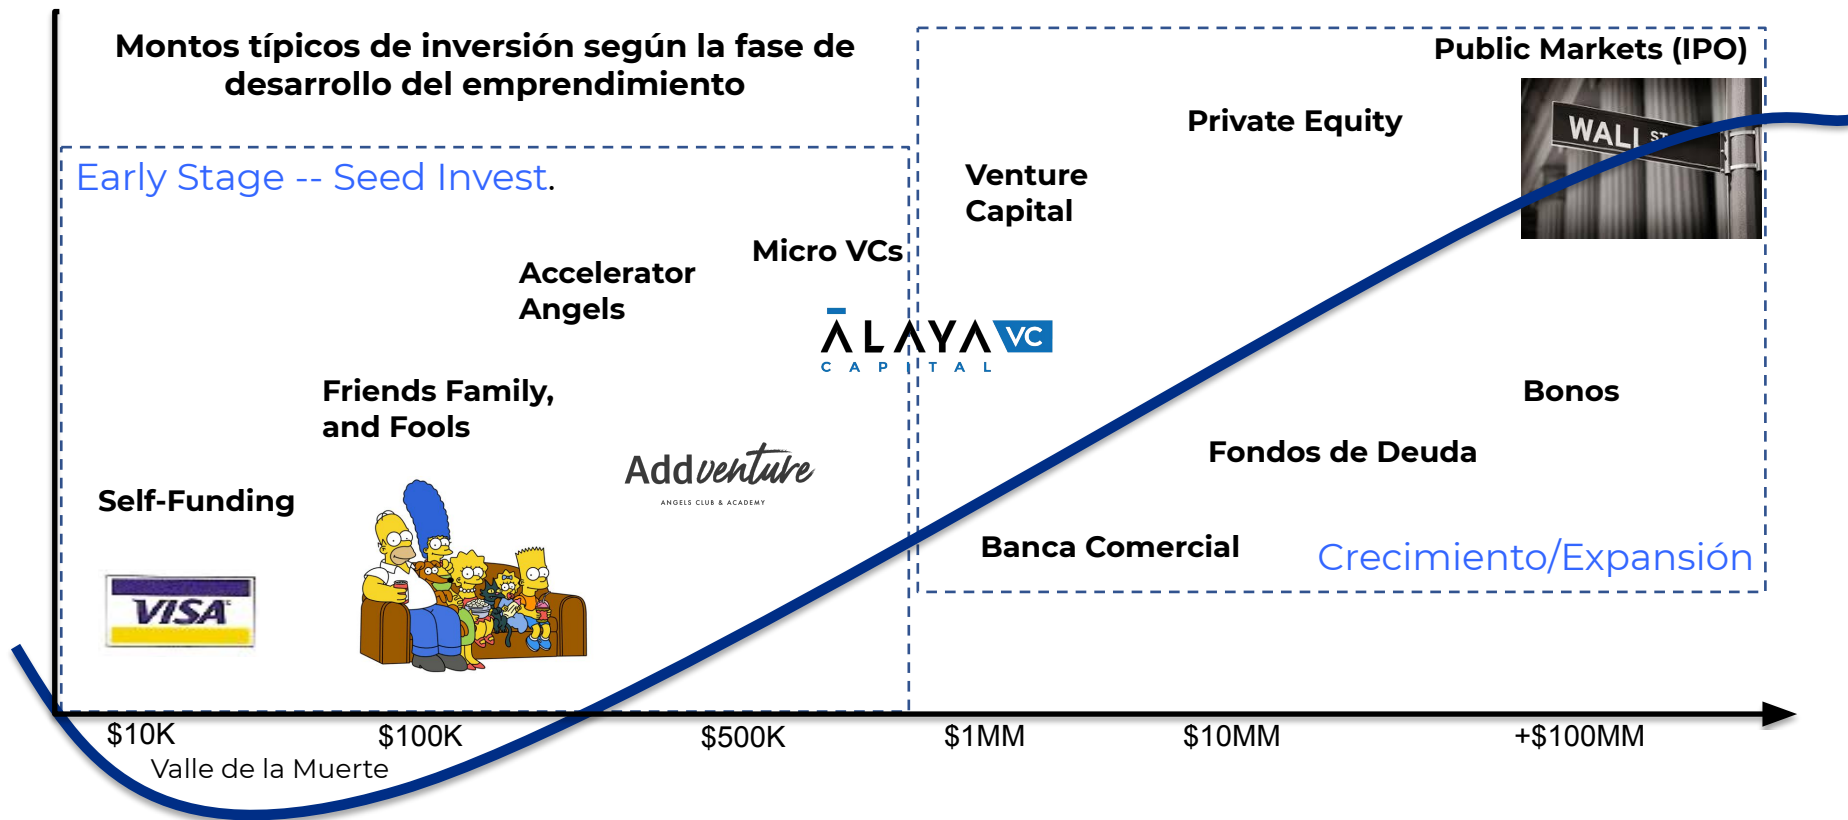 Montos típicos de inversión según la fase de
desarrollo del emprendimiento
Public Markets (IPO)
WALL ST
Private Equity
Early Stage -- Seed Invest.
Venture
Capital
Micro VCs
Accelerator
Angels
ĀLAYA VC
CAPITAL
Friends Family,
and Fools
Bonos
Addventure
ANGELS CLUB & ACADEMY
Fondos de Deuda
Self-Funding
Banca Comercial
Crecimiento/Expansión
VISA
$10K
$100K
$500K
$1MM
$10MM
+$100MM
Valle de la Muerte